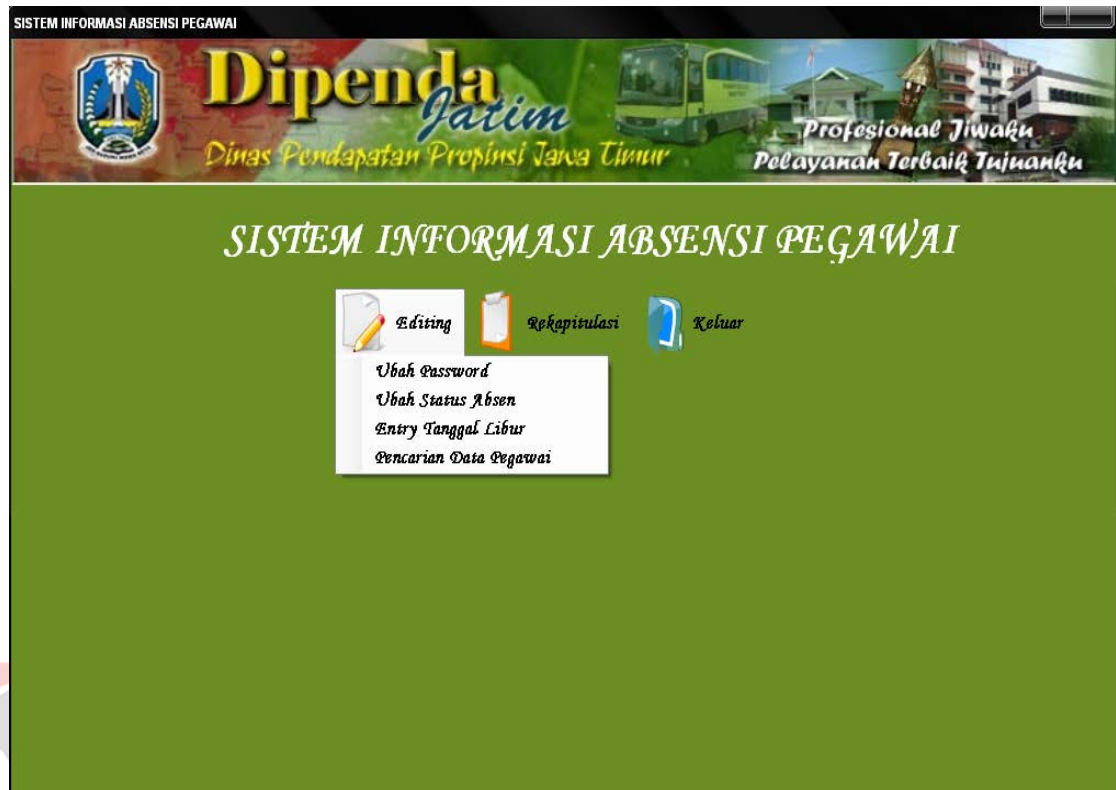 SISTEM INFORMASI ABSENSI PEGAWAI
Dipenda
Jatim
Dinas Pendapatan Propinsi Jawa Timur
Profesional Jiwaku
Pelayanan Terbaik Tujuanku
SISTEM INFORMASI ABSENSI PEGAWAI
Editing Rekapitulasi Keluar
Ubah Password
Ubah Status Absen
Entry Tanggal Libur
Pencarian Data Pegawai